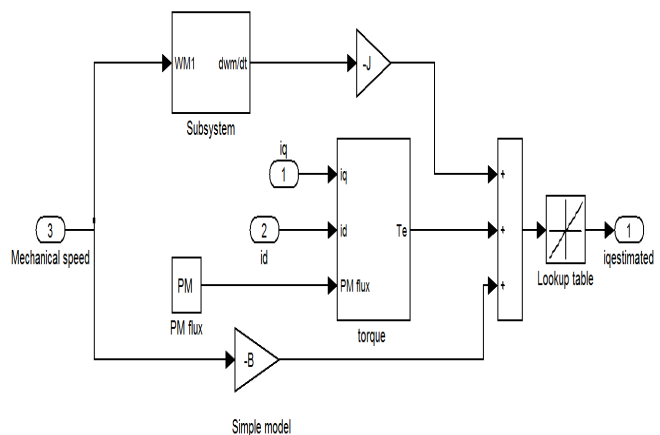 WM1 dwm/dt
-J
Subsystem
iq
1
iq
+
2
id
Te
+
3
Mechanical speed
id
PM
PM flux
PM flux
+
torque
-B
Lookup table
1
iqestimated
Simple model